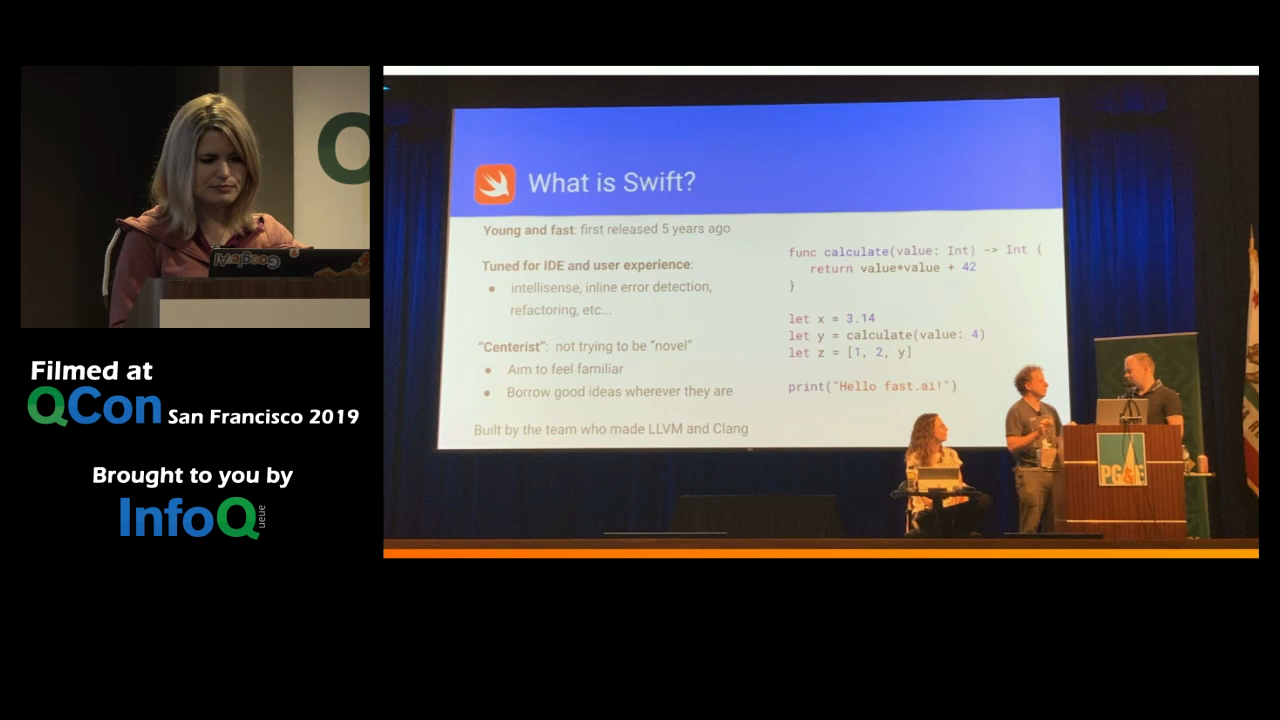 Google AI
Filmed at
QCon San Francisco 2019
Brought to you by
InfoQ
ueue
What is Swift?
Young and fast: first released 5 years ago
Tuned for IDE and user experience:
intellisense, inline error detection,
refactoring, etc...
"Centerist": not trying to be "novel"
Aim to feel familiar
Borrow good ideas wherever they are
Built by the team who made LLVM and Clang
func calculate(value: Int) -> Int {
return value*value + 42
}
let x = 3.14
let y = calculate(value: 4)
let z = [1, 2, y]
print("Hello fast.ai!")
PG&E